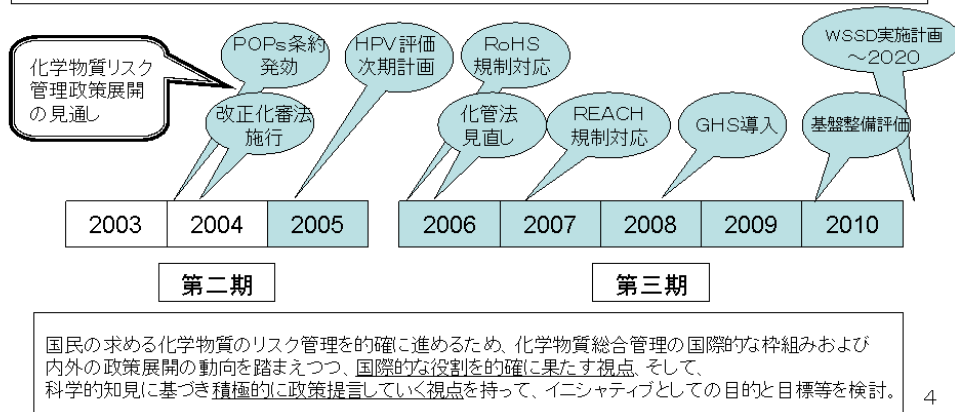 化学物質リスク
管理政策展開
の見通し
POPs条約
発効
改正化審法
施行
HPV評価
次期計画
RoHS
規制対応
化管法
見直し
REACH
規制対応
GHS導入
WSSD実施計画
～2020
基盤整備評価
2003 2004 2005 2006 2007 2008 2009 2010
第二期 第三期
国民の求める化学物質のリスク管理を的確に進めるため、化学物質総合管理の国際的な枠組みおよび
内外の政策展開の動向を踏まえつつ、国際的な役割を的確に果たす視点、そして、
科学的知見に基づき積極的に政策提言していく視点を持って、イニシャティブとしての目的と目標等を検討。
4